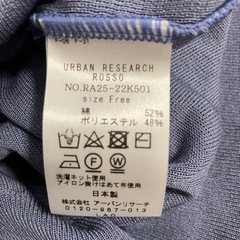 URBAN RESEARCH
ROSSO
NO.RA25-22K501
size Free
綿 52%
ポリエステル 48%
洗濯ネット使用
アイロン掛けはあて布使用
日本製
株式会社 アーバンリサーチ
0120-967-013